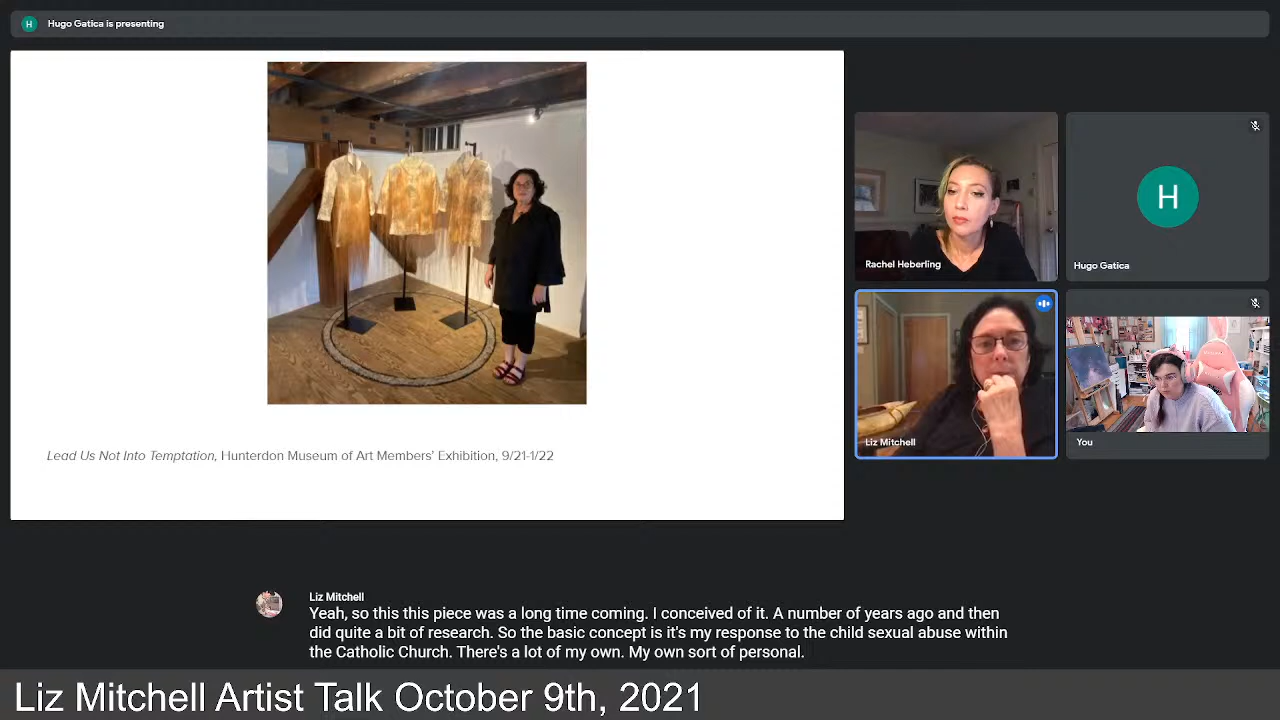 H Hugo Gatica is presenting
Lead Us Not Into Temptation, Hunterdon Museum of Art Members' Exhibition, 9/21-1/22
Rachel Heberling
H
Hugo Gatica
Liz Mitchell
You
Liz Mitchell
Yeah, so this this piece was a long time coming. I conceived of it. A number of years ago and then
did quite a bit of research. So the basic concept is it's my response to the child sexual abuse within
the Catholic Church. There's a lot of my own. My own sort of personal.
Liz Mitchell Artist Talk October 9th, 2021